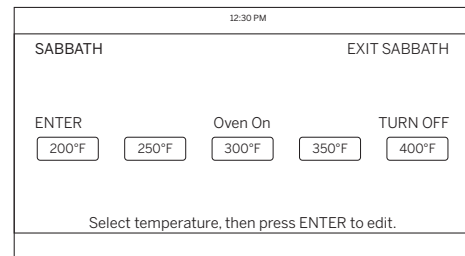 12:30 PM
SABBATH EXIT SABBATH
ENTER Oven On TURN OFF
200°F 250°F 300°F 350°F 400°F
Select temperature, then press ENTER to edit.